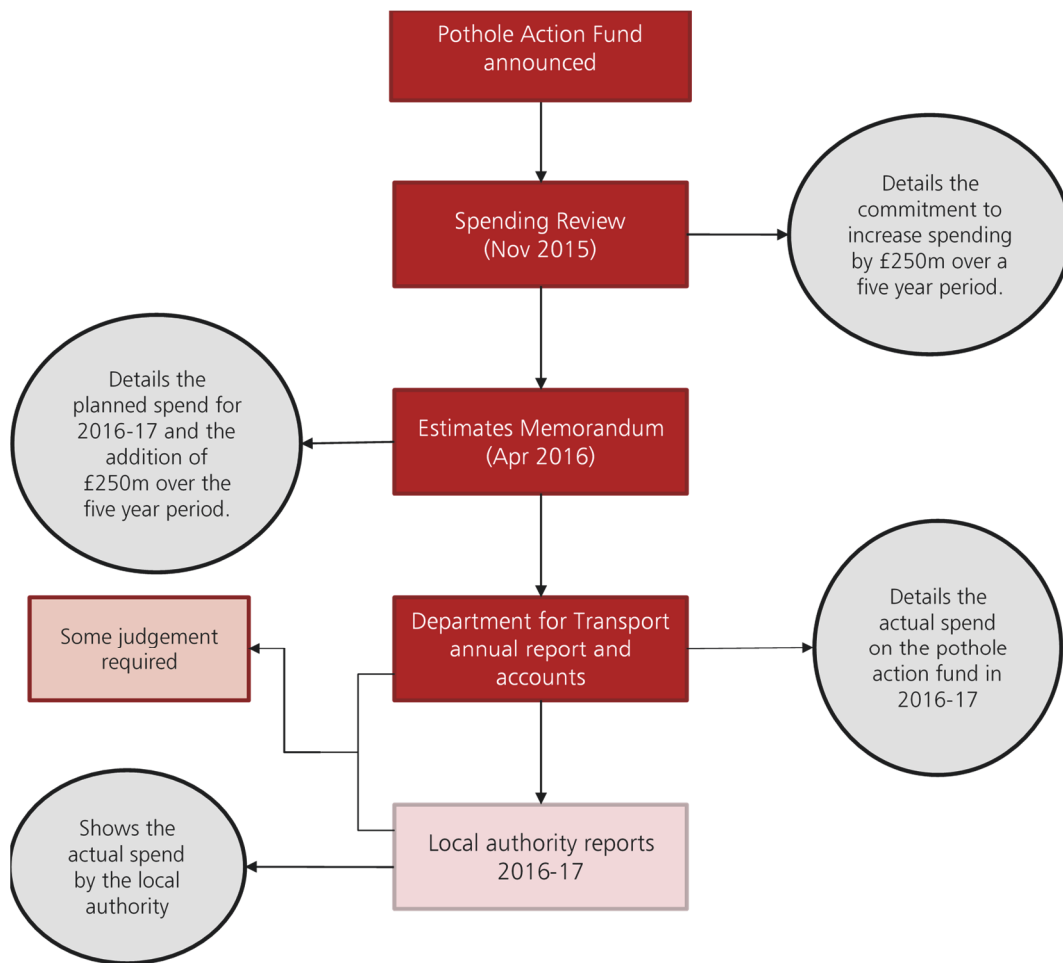 Pothole Action Fund
announced
Spending Review
(Nov 2015)
Details the
commitment to
increase spending
by £250m over a
five year period.
Details the
planned spend for
2016-17 and the
addition of
£250m over the
five year period.
Estimates Memorandum
(Apr 2016)
Some judgement
required
Department for Transport
annual report and
accounts
Details the
actual spend
on the pothole
action fund in
2016-17
Shows the
actual spend
by the local
authority
Local authority reports
2016-17